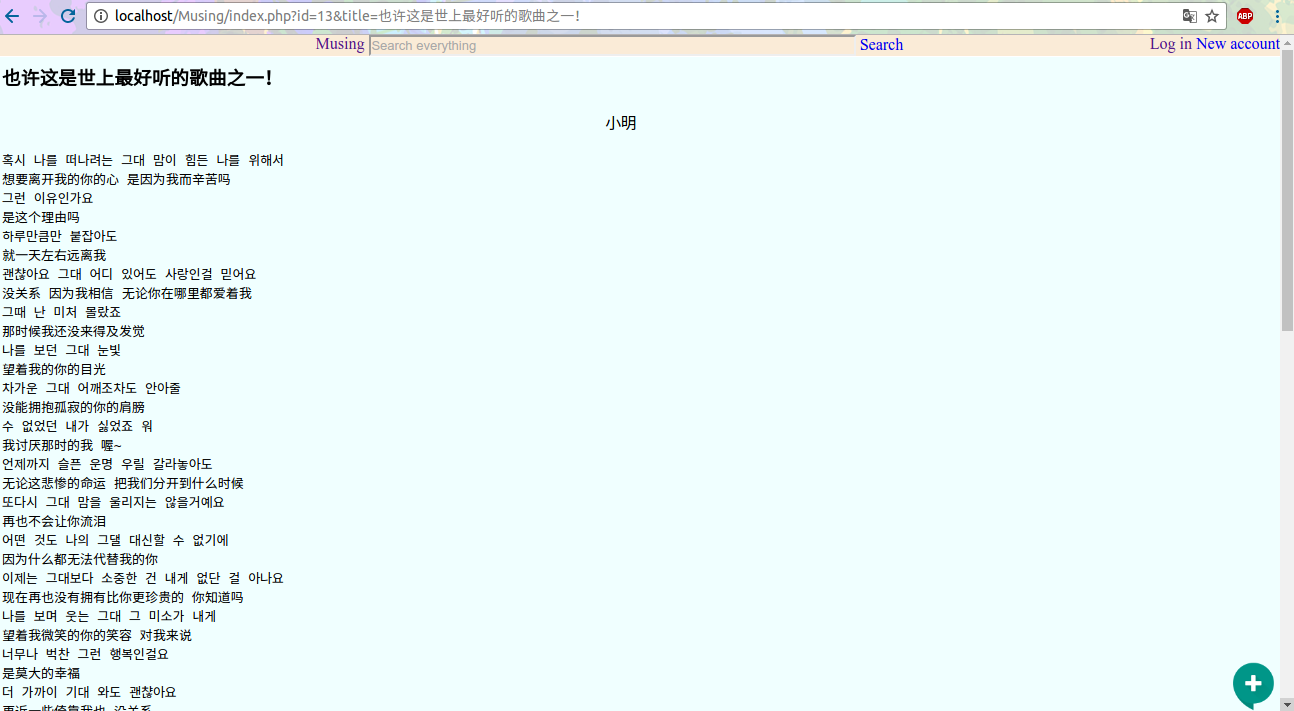 localhost/Musing/index.php?id=13&title=也许这是世上最好听的歌曲之一!
ABP
Musing Search everything Search Log in New account
也许这是世上最好听的歌曲之一!
小明
혹시 나를 떠나려는 그대 맘이 힘든 나를 위해서
想要离开我的你的心 是因为我而辛苦吗
그런 이유인가요
是这个理由吗
하루만큼만 붙잡아도
就一天左右远离我
괜찮아요 그대 어디 있어도 사랑인걸 믿어요
没关系 因为我相信 无论你在哪里都爱着我
그때 난 미처 몰랐죠
那时候我还没来得及发觉
나를 보던 그대 눈빛
望着我的你的目光
차가운 그대 어깨조차도 안아줄
没能拥抱孤寂的你的肩膀
수 없었던 내가 싫었죠 워
我讨厌那时的我 喔~
언제까지 슬픈 운명 우릴 갈라놓아도
无论这悲惨的命运 把我们分开到什么时候
또다시 그대 맘을 울리지는 않을거예요
再也不会让你流泪
어떤 것도 나의 그댈 대신할 수 없기에
因为什么都无法代替我的你
이제는 그대보다 소중한 건 내게 없단 걸 아나요
现在再也没有拥有比你更珍贵的 你知道吗
나를 보며 웃는 그대 그 미소가 내게
望着我微笑的你的笑容 对我来说
너무나 벅찬 그런 행복인걸요
是莫大的幸福
더 가까이 기대 와도 괜찮아요
再近一些倚靠我也 没关系